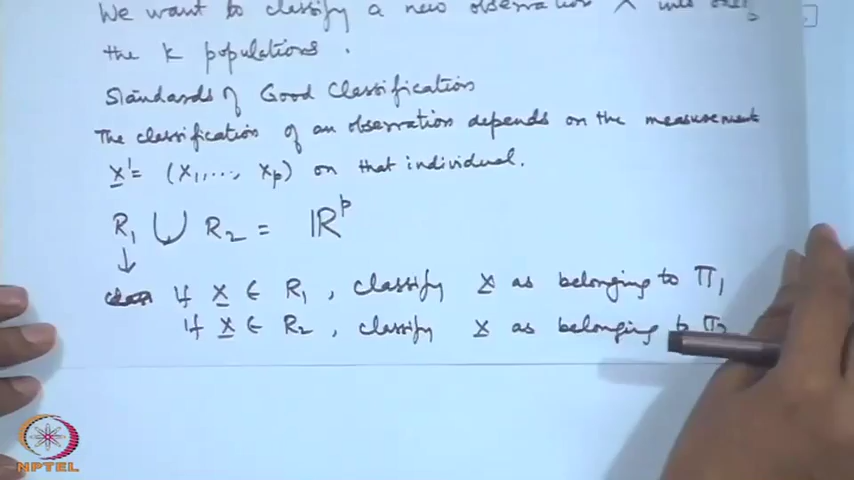 We want to classify a new observation X into one
the k populations.
Standards of Good Classification
The classification of an observation depends on the measurement
x' = (x₁, ..., xₚ) on that individual.
R₁ ⋃ R₂ = ℝᵖ
↓
If x ∈ R₁, classify x as belonging to Π₁
If x ∈ R₂, classify x as belonging to Π₂
NPTEL